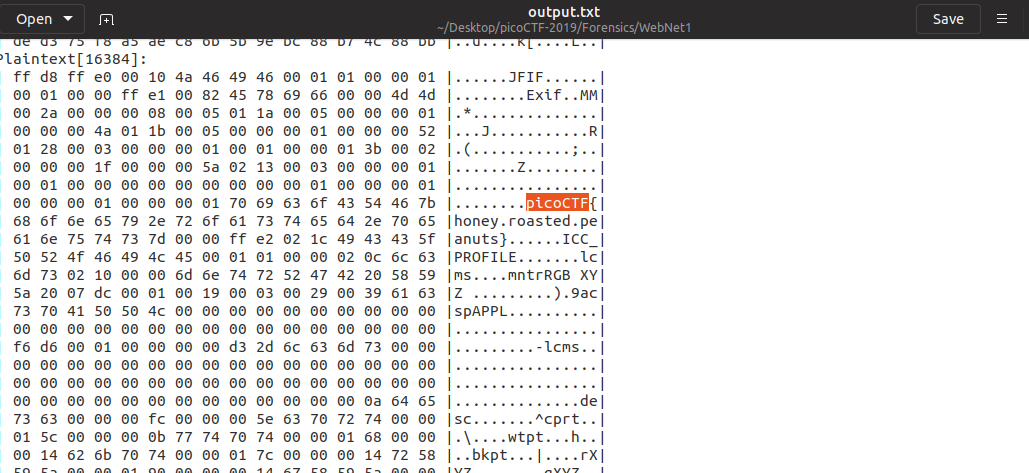 Open
output.txt
~/Desktop/picoCTF-2019/Forensics/WebNet1
Save
Plaintext[16384]:
ff d8 ff e0 00 10 4a 46 49 46 00 01 01 00 00 01 |......JFIF......|
00 01 00 00 ff e1 00 82 45 78 69 66 00 00 4d 4d |........Exif..MM|
00 2a 00 00 00 08 00 05 01 1a 00 05 00 00 00 01 |.*..............|
00 00 00 4a 01 1b 00 05 00 00 00 01 00 00 00 52 |...J...........R|
01 28 00 03 00 00 00 01 00 01 00 00 01 3b 00 02 |.(...........;..|
00 00 00 1f 00 00 00 5a 02 13 00 03 00 00 00 01 |.......Z........|
00 01 00 00 00 00 00 00 00 00 00 01 00 00 00 01 |................|
00 00 00 01 00 00 00 01 70 69 63 6f 43 54 46 7b |........picoCTF{|
68 6f 6e 65 79 2e 72 6f 61 73 74 65 64 2e 70 65 |honey.roasted.pe|
61 6e 75 74 73 7d 00 00 ff e2 02 1c 49 43 43 5f |anuts}......ICC_|
50 52 4f 46 49 4c 45 00 01 01 00 00 02 0c 6c 63 |PROFILE.......lc|
6d 73 02 10 00 00 6d 6e 74 72 52 47 42 20 58 59 |ms....mntrRGB XY|
5a 20 07 dc 00 01 00 19 00 03 00 29 00 39 61 63 |Z .........).9ac|
73 70 41 50 50 4c 00 00 00 00 00 00 00 00 00 00 |spAPPL..........|
00 00 00 00 00 00 00 00 00 00 00 00 00 00 00 00 |................|
f6 d6 00 01 00 00 00 00 d3 2d 6c 63 6d 73 00 00 |.........-lcms..|
00 00 00 00 00 00 00 00 00 00 00 00 00 00 00 00 |................|
00 00 00 00 00 00 00 00 00 00 00 00 00 00 00 00 |................|
00 00 00 00 00 00 00 00 00 00 00 00 00 0a 64 65 |..............de|
73 63 00 00 00 fc 00 00 00 5e 63 70 72 74 00 00 |sc.......^cprt..|
01 5c 00 00 00 0b 77 74 70 74 00 00 01 68 00 00 |.\....wtpt...h..|
00 14 62 6b 70 74 00 00 01 7c 00 00 00 14 72 58 |..bkpt...|....rX|